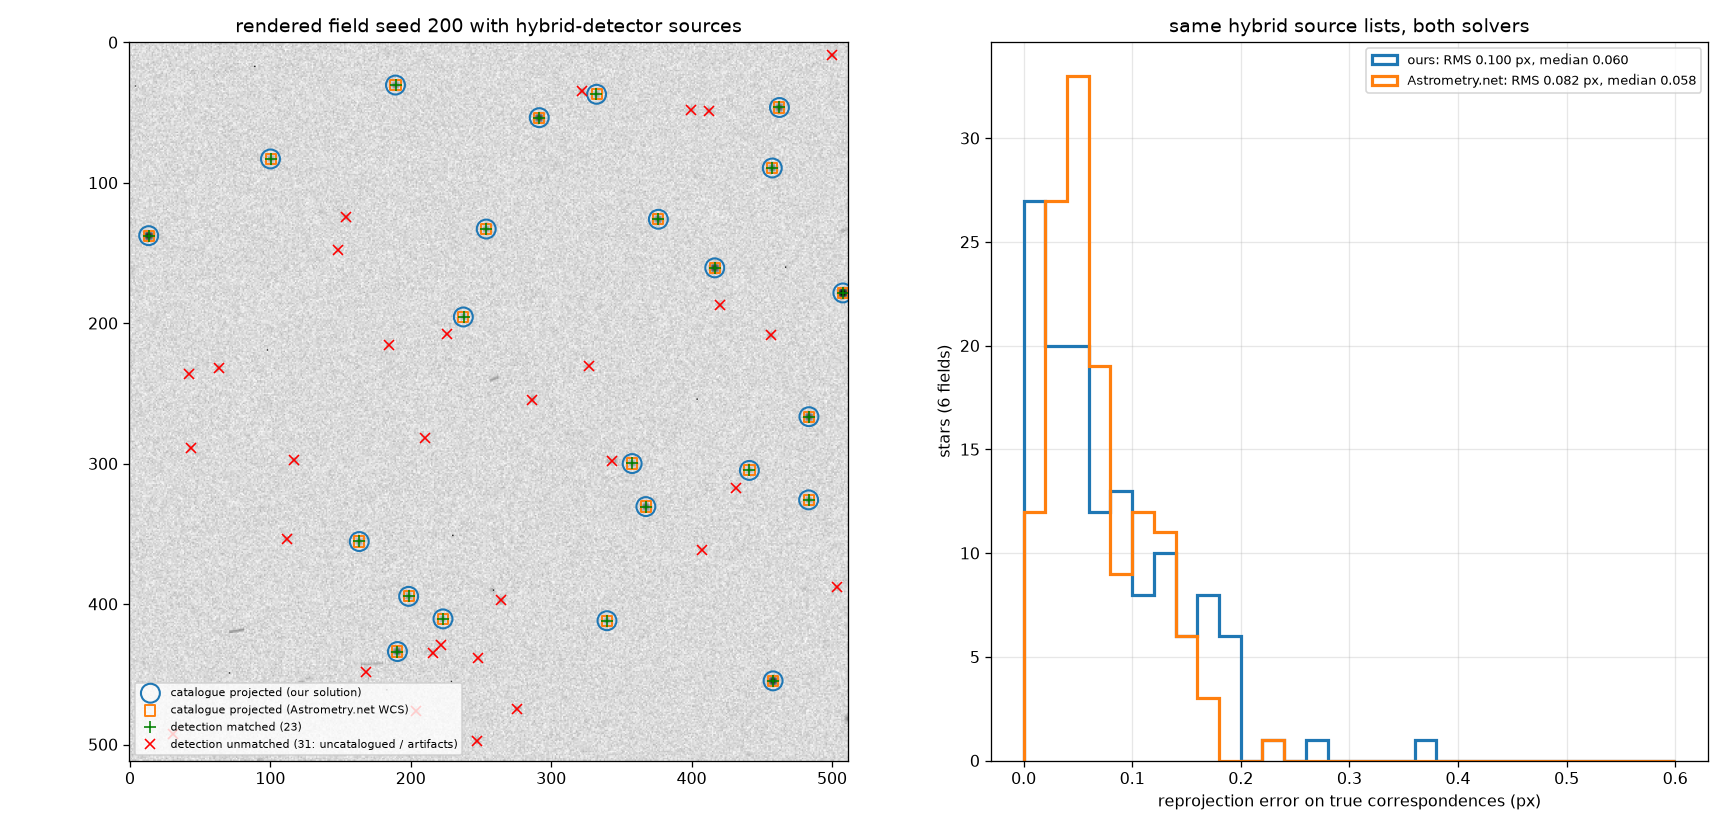 rendered field seed 200 with hybrid-detector sources
0
100
200
300
400
500
0
100
200
300
400
500
catalogue projected (our solution)
catalogue projected (Astrometry.net WCS)
detection matched (23)
detection unmatched (31: uncatalogued / artifacts)
same hybrid source lists, both solvers
ours: RMS 0.100 px, median 0.060
Astrometry.net: RMS 0.082 px, median 0.058
stars (6 fields)
30
25
20
15
10
5
0
0.0
0.1
0.2
0.3
0.4
0.5
0.6
reprojection error on true correspondences (px)